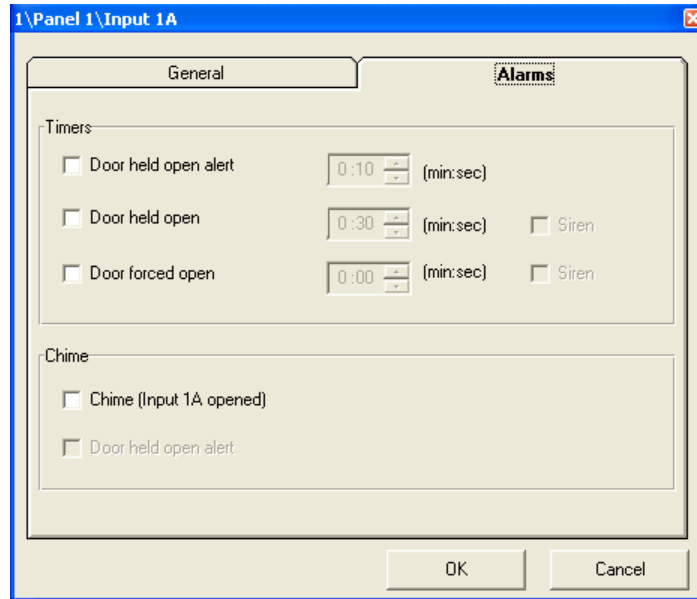 1\Panel 1\Input 1A
General
Alarms
Timers
Door held open alert 0:10 (min:sec)
Door held open 0:30 (min:sec) Siren
Door forced open 0:00 (min:sec) Siren
Chime
Chime (Input 1A opened)
Door held open alert
OK Cancel